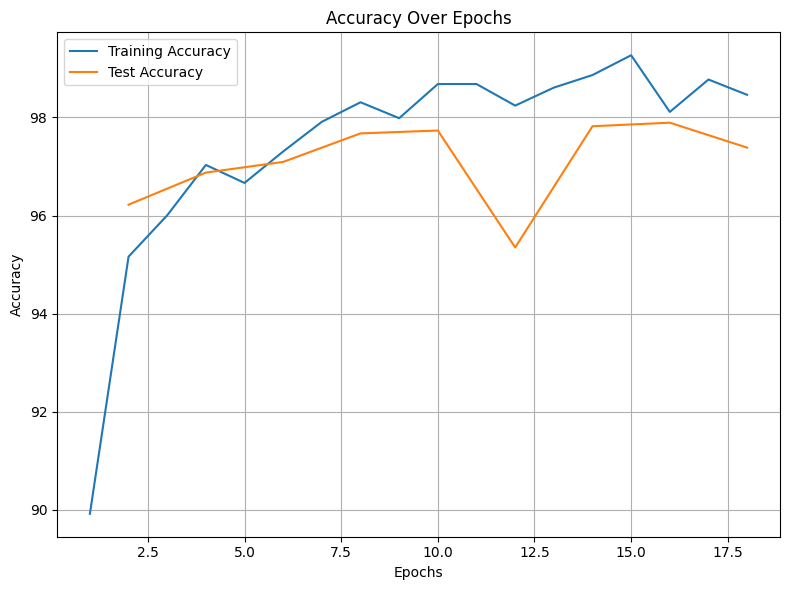 Accuracy Over Epochs
Training Accuracy
Test Accuracy
98
96
94
92
90
Accuracy
2.5 5.0 7.5 10.0 12.5 15.0 17.5
Epochs